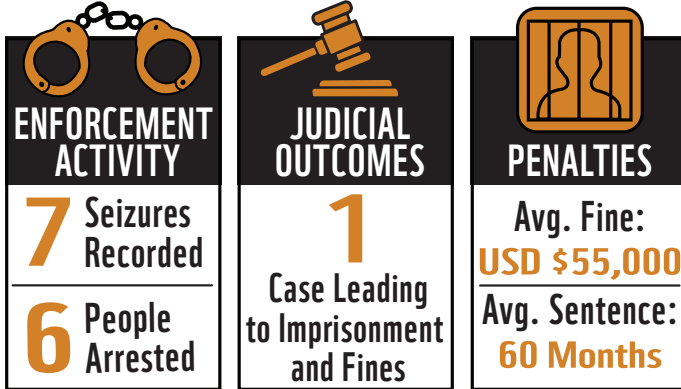 ENFORCEMENT
ACTIVITY
7 Seizures
Recorded
6 People
Arrested
JUDICIAL
OUTCOMES
1
Case Leading
to Imprisonment
and Fines
PENALTIES
Avg. Fine:
USD $55,000
Avg. Sentence:
60 Months